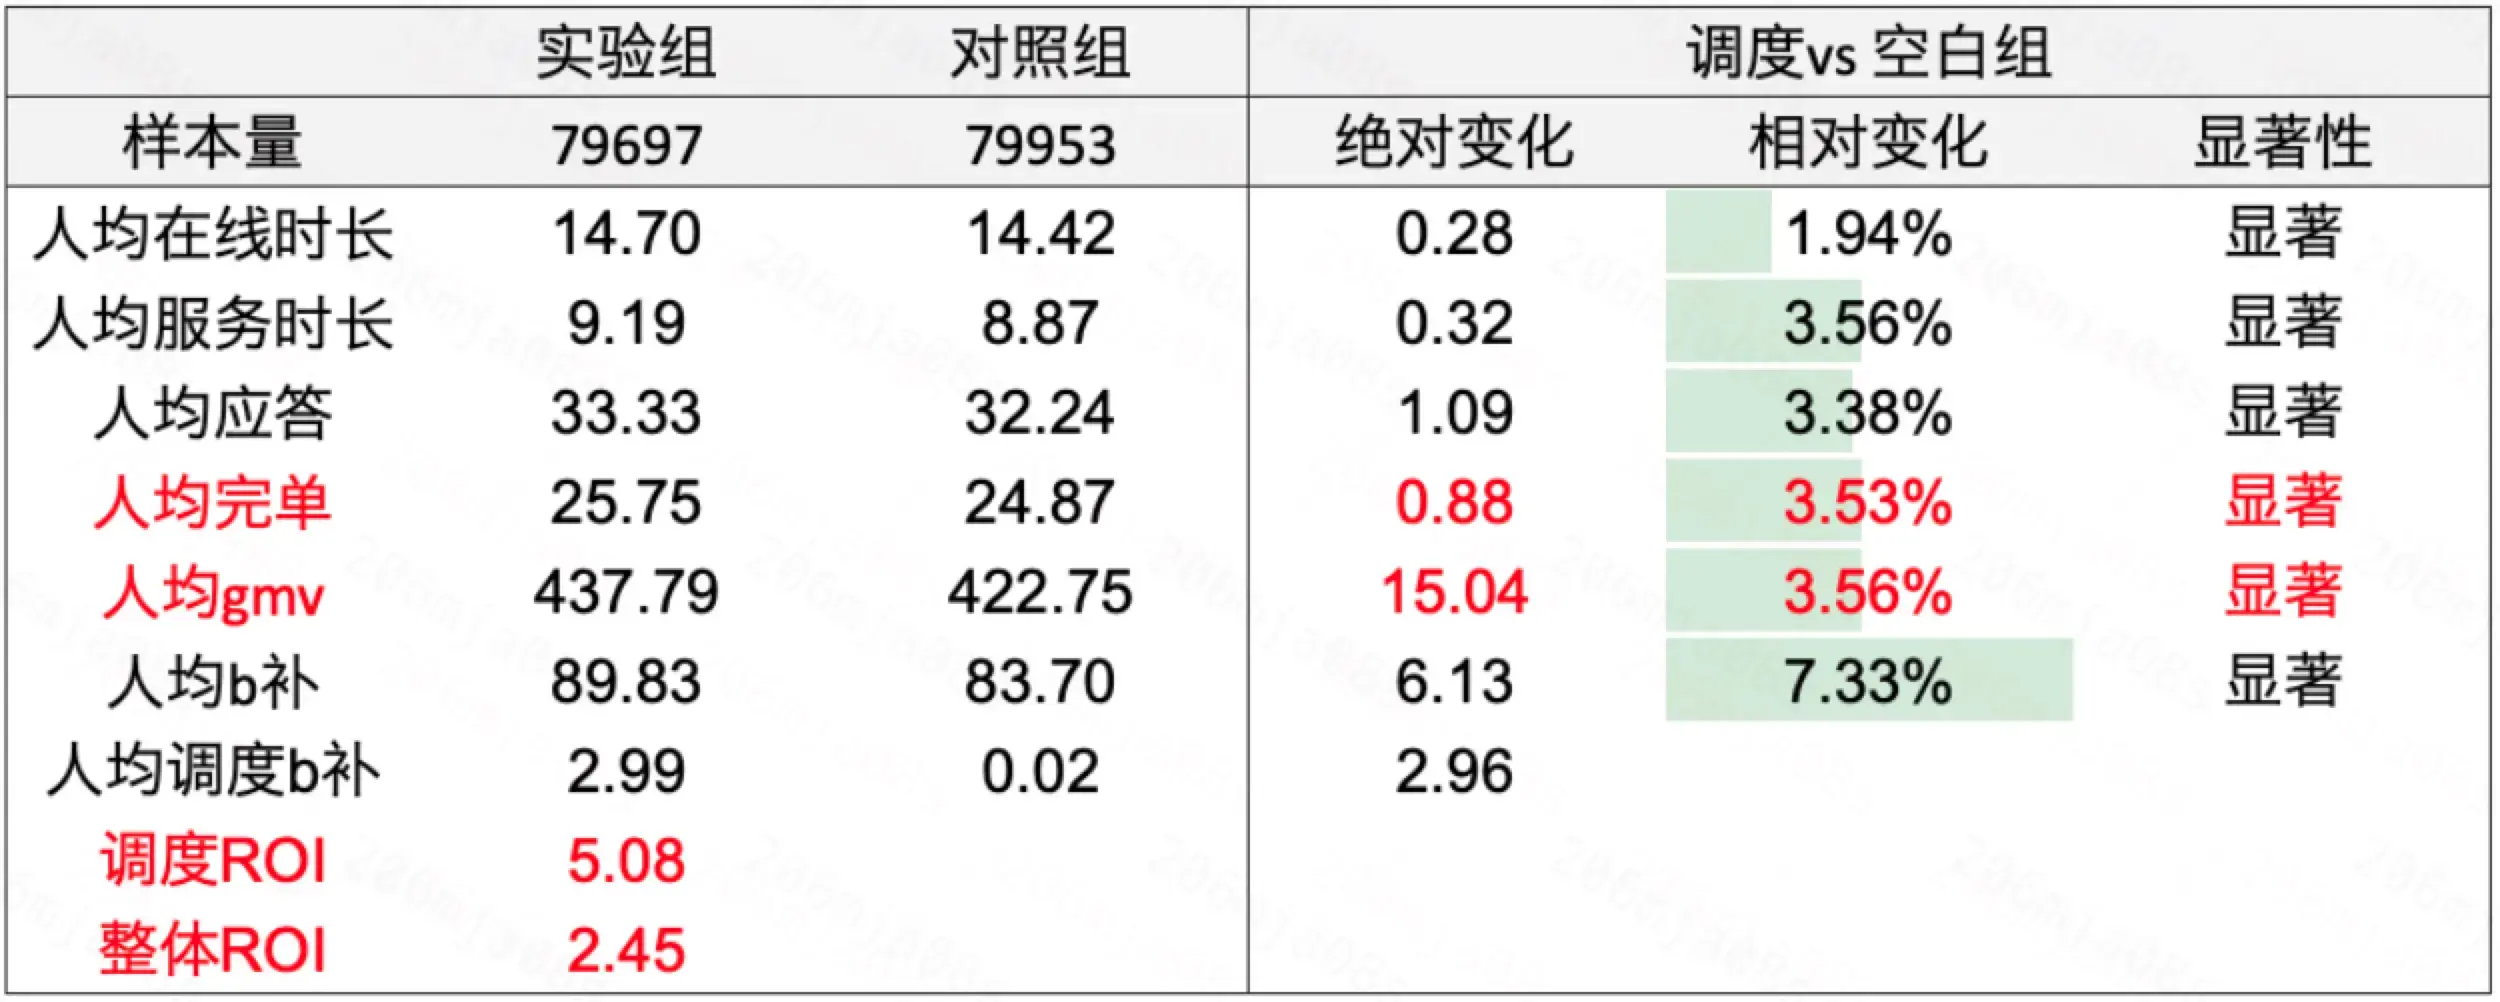 实验组 对照组 调度vs 空白组
样本量 79697 79953 绝对变化 相对变化 显著性
人均在线时长 14.70 14.42 0.28 1.94% 显著
人均服务时长 9.19 8.87 0.32 3.56% 显著
人均应答 33.33 32.24 1.09 3.38% 显著
人均完单 25.75 24.87 0.88 3.53% 显著
人均gmv 437.79 422.75 15.04 3.56% 显著
人均b补 89.83 83.70 6.13 7.33% 显著
人均调度b补 2.99 0.02 2.96
调度ROI 5.08
整体ROI 2.45